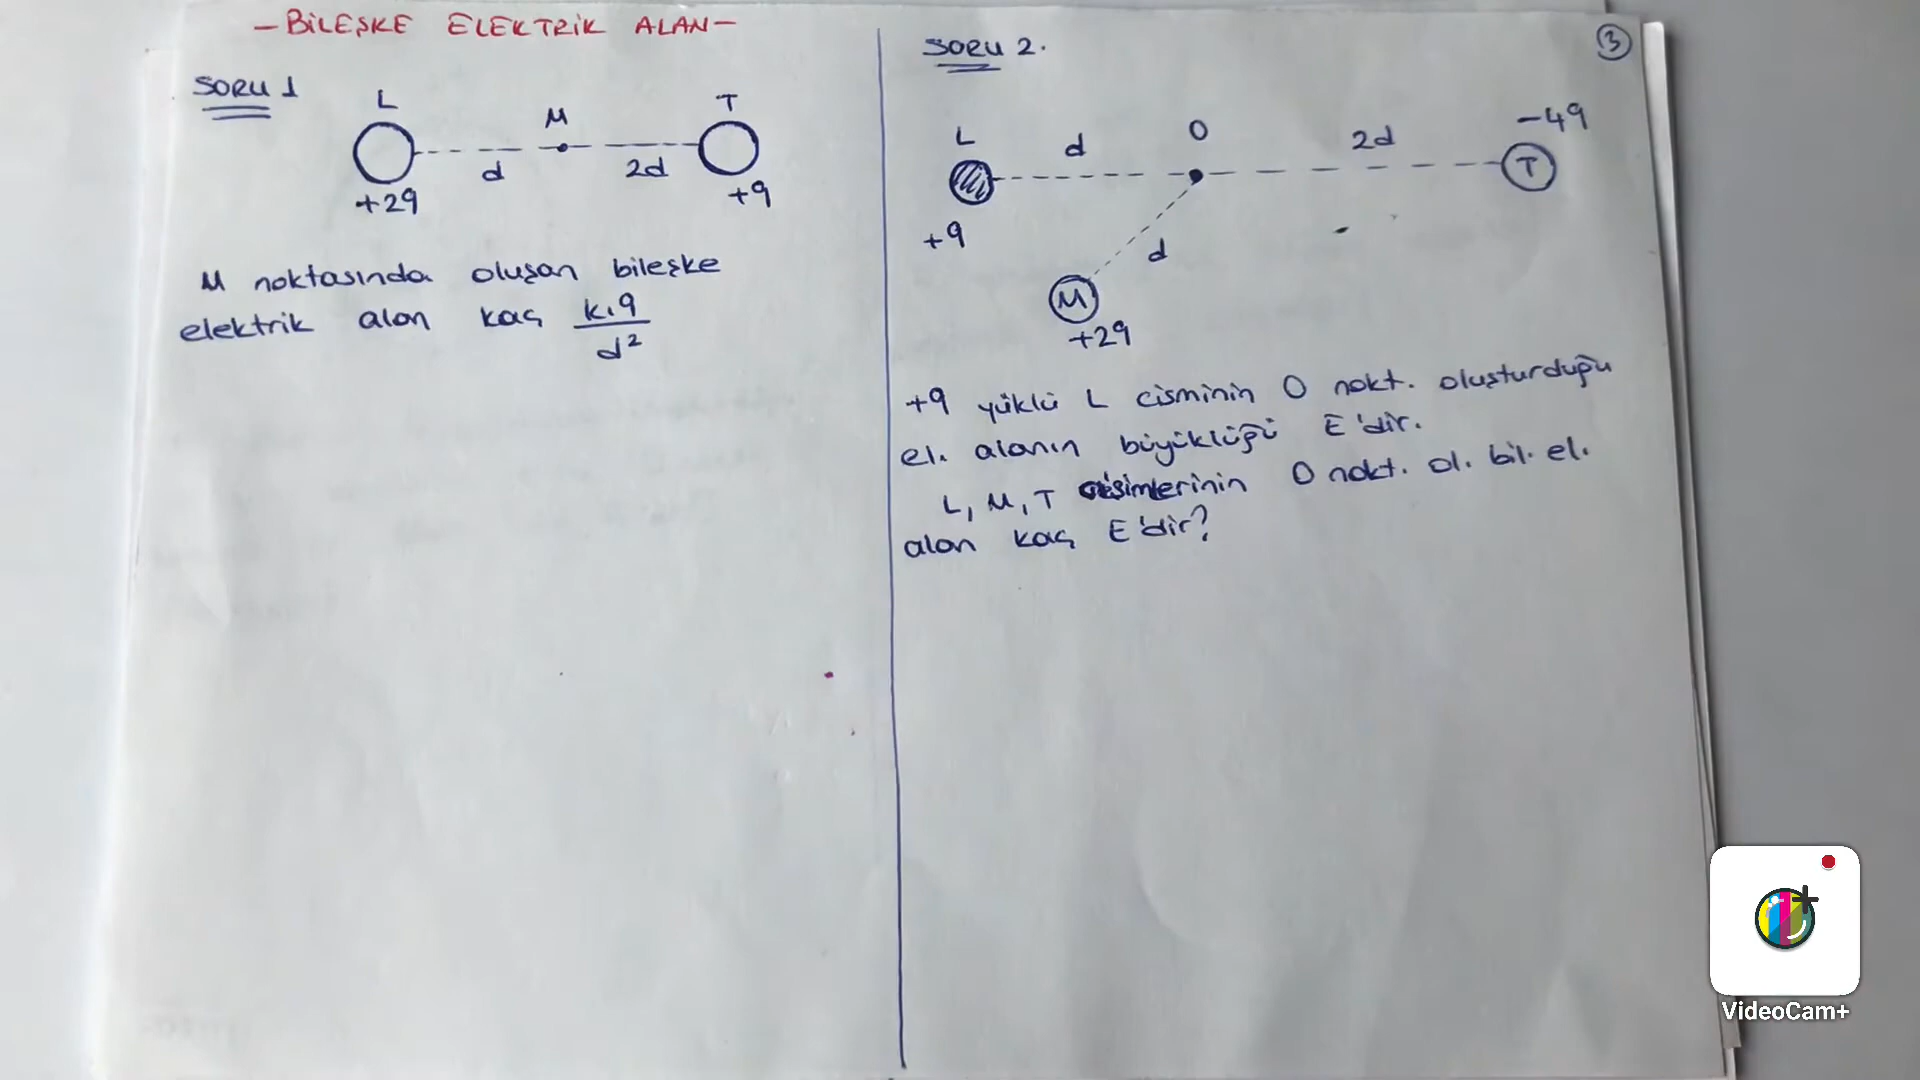 -BİLEŞKE ELEKTRİK ALAN-
SORU 1
L M T
d 2d
+2q +q
M noktasında oluşan bileşke
elektrik alan kaç k.q
d²
SORU 2.
3
-4q
L d O 2d T
+q
d
M
+2q
+q yüklü L cisminin O nokt. oluşturduğu
el. alanın büyüklüğü E'dir.
L, M, T cisimlerinin O nokt. ol. bil. el.
alan kaç E'dir?
VideoCam+